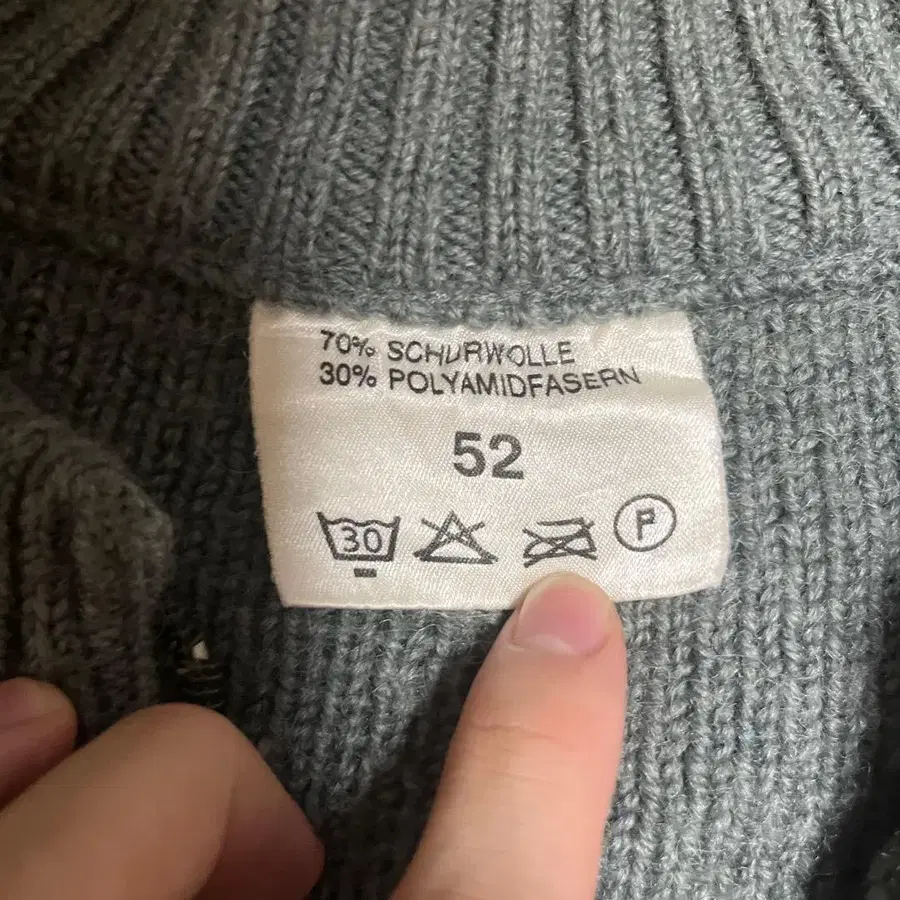 70% SCHURWOLLE
30% POLYAMIDFASERN
52
30 P